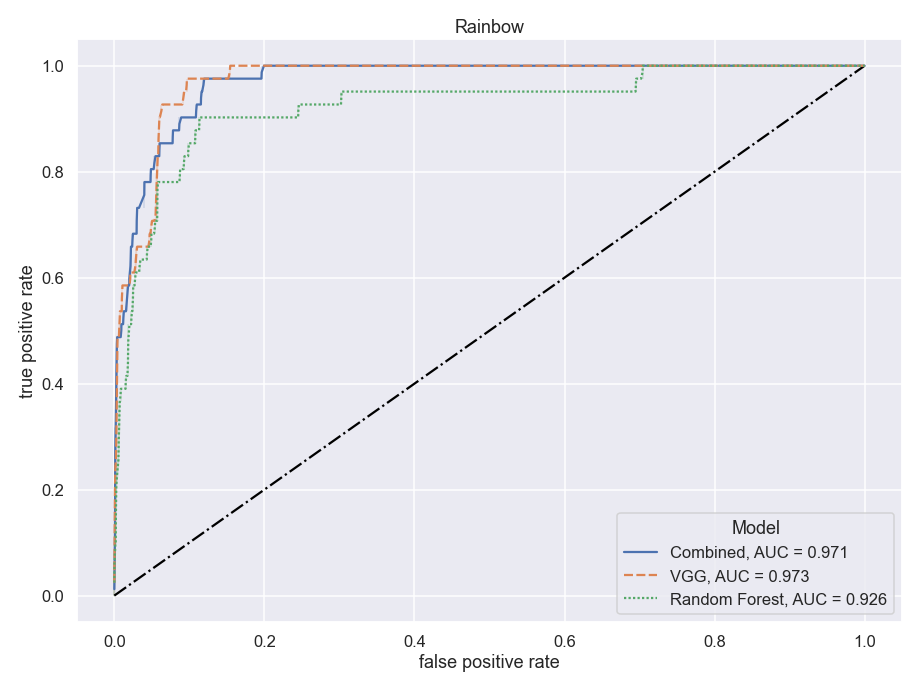 Rainbow
1.0
0.8
0.6
0.4
0.2
0.0
true positive rate
0.0
0.2
0.4
0.6
0.8
1.0
false positive rate
Model
Combined, AUC = 0.971
VGG, AUC = 0.973
Random Forest, AUC = 0.926